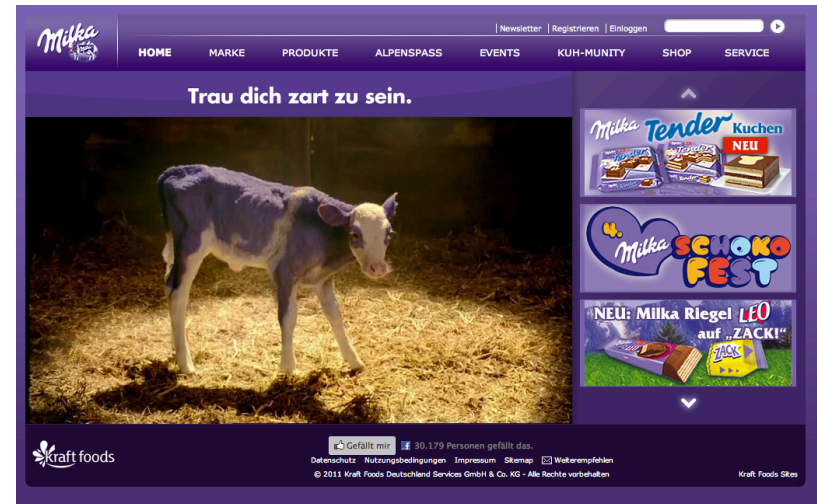 Milka
Newsletter | Registrieren | Einloggen
HOME MARKE PRODUKTE ALPENSPASS EVENTS KUH-MUNITY SHOP SERVICE
Trau dich zart zu sein.
Milka Tender Kuchen
NEU
4. Milka SCHOKO
FEST
NEU: Milka Riegel LEO
auf „ZACK!“
ZACK
kraft foods
Gefällt mir 30.179 Personen gefällt das.
Datenschutz Nutzungsbedingungen Impressum Sitemap Weiterempfehlen
© 2011 Kraft Foods Deutschland Services GmbH & Co. KG - Alle Rechte vorbehalten
Kraft Foods Sites